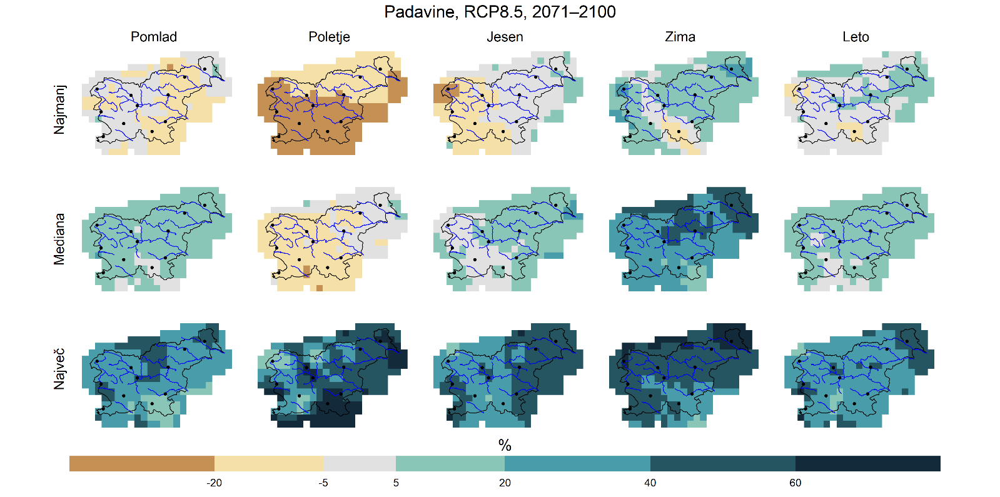 Padavine, RCP8.5, 2071–2100
Pomlad Poletje Jesen Zima Leto
Najmanj
Mediana
Največ
%
-20 -5 5 20 40 60